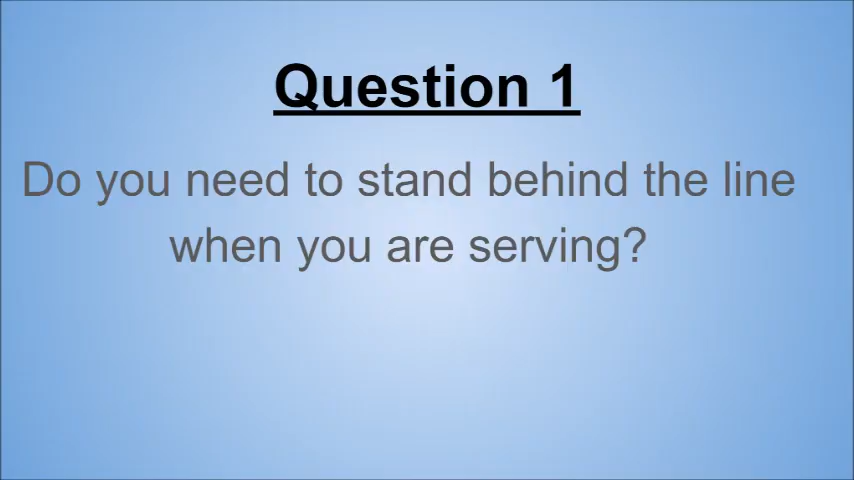 Question 1
Do you need to stand behind the line
when you are serving?